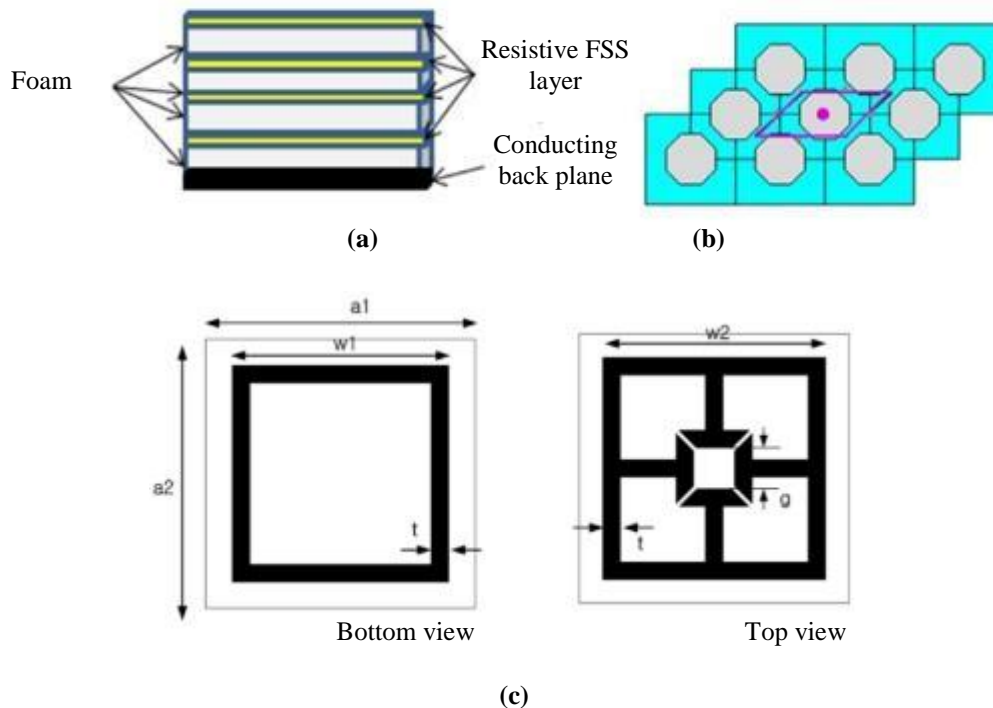 Foam
Resistive FSS
layer
Conducting
back plane
(a)
(b)
a1
w1
a2
t
Bottom view
w2
g
t
Top view
(c)